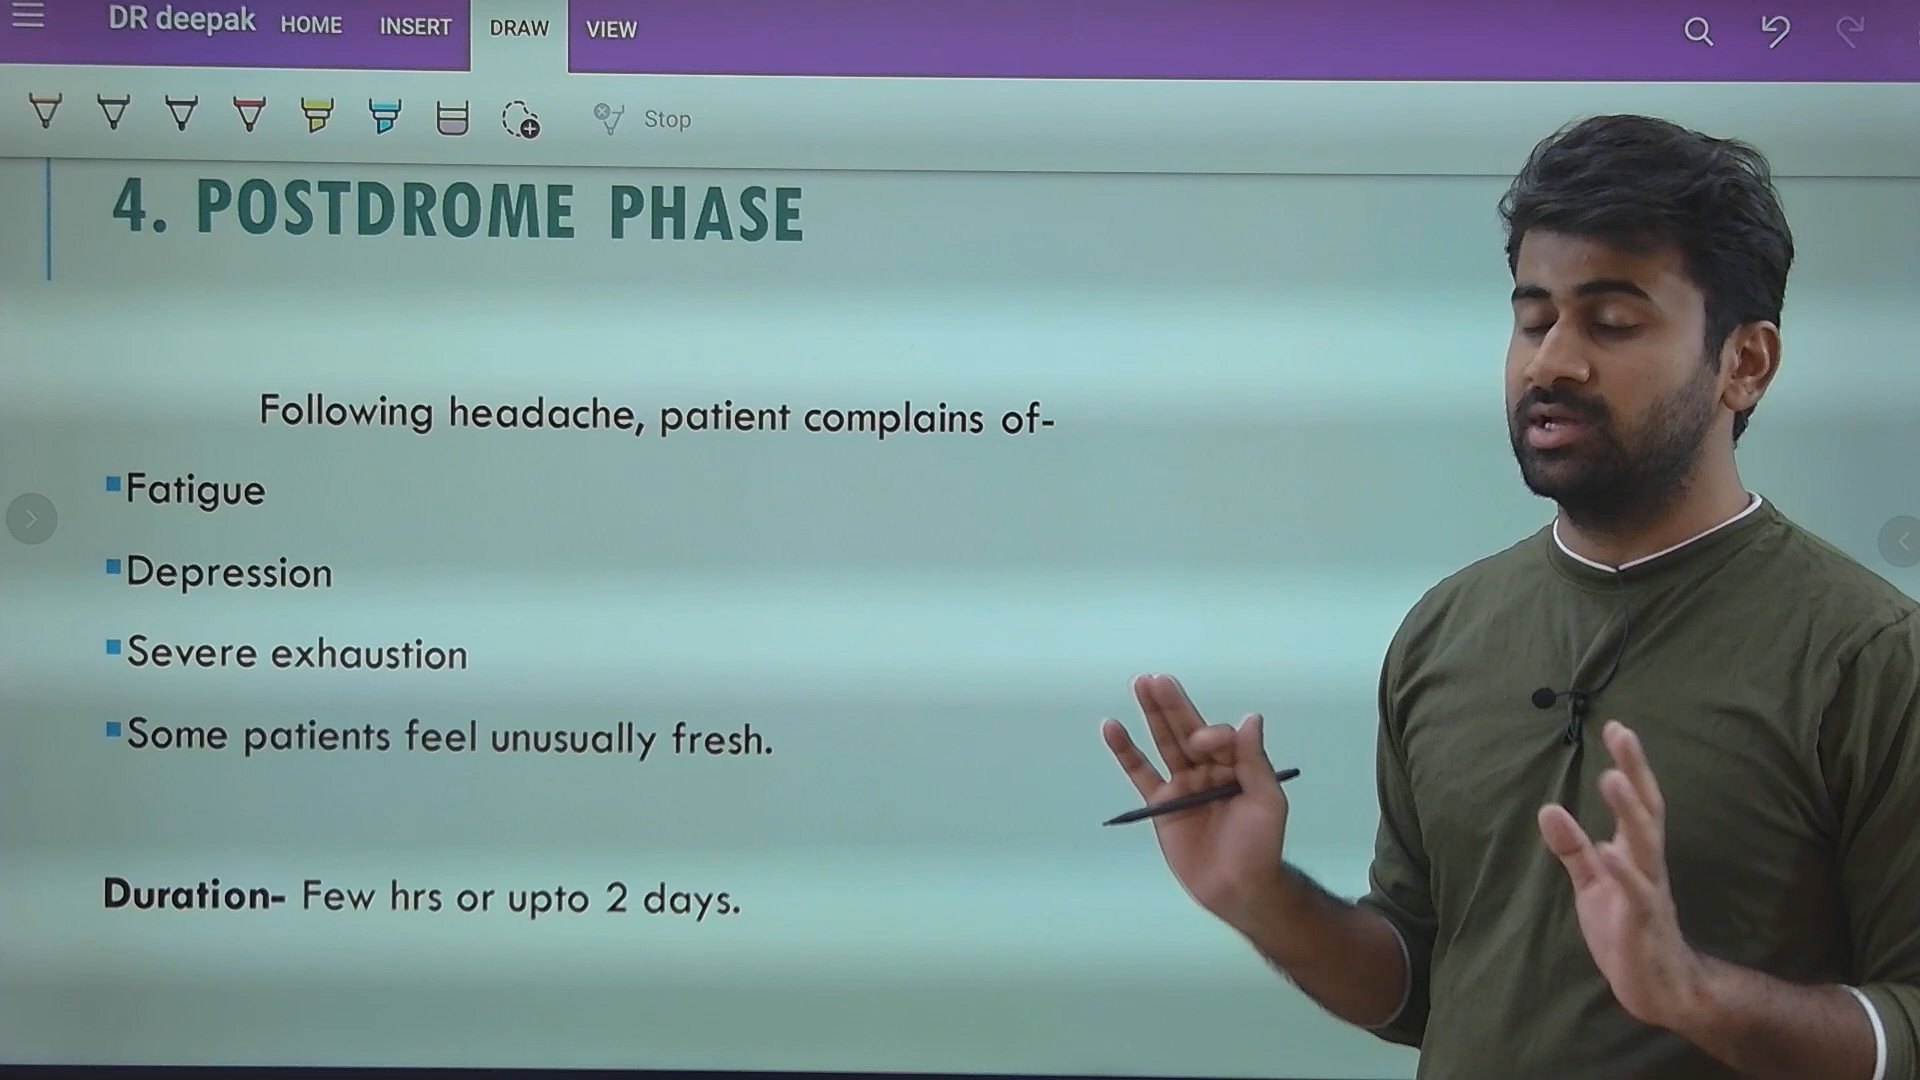 DR deepak HOME INSERT DRAW VIEW
Stop
4. POSTDROME PHASE
Following headache, patient complains of-
Fatigue
Depression
Severe exhaustion
Some patients feel unusually fresh.
Duration- Few hrs or upto 2 days.